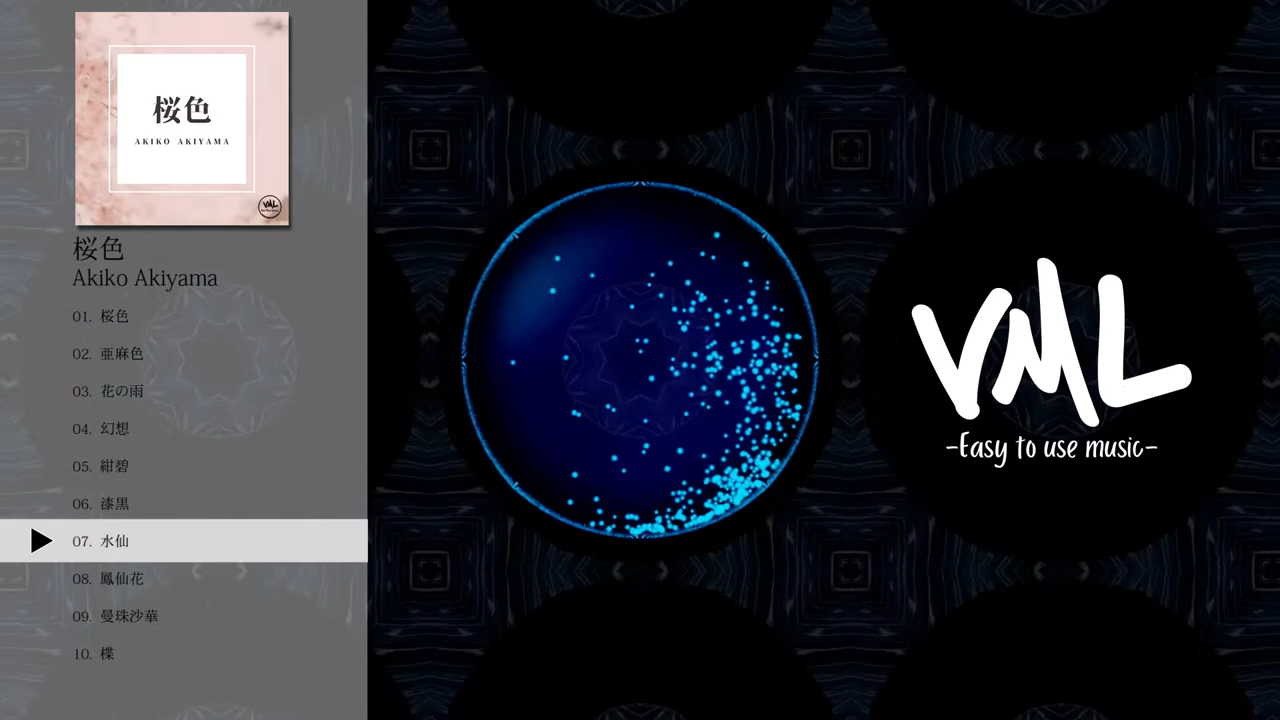 桜色
AKIKO AKIYAMA
VML
桜色
Akiko Akiyama
01. 桜色
02. 亜麻色
03. 花の雨
04. 幻想
05. 紺碧
06. 漆黒
07. 水仙
08. 鳳仙花
09. 曼珠沙華
10. 楪
VML
-Easy to use music-